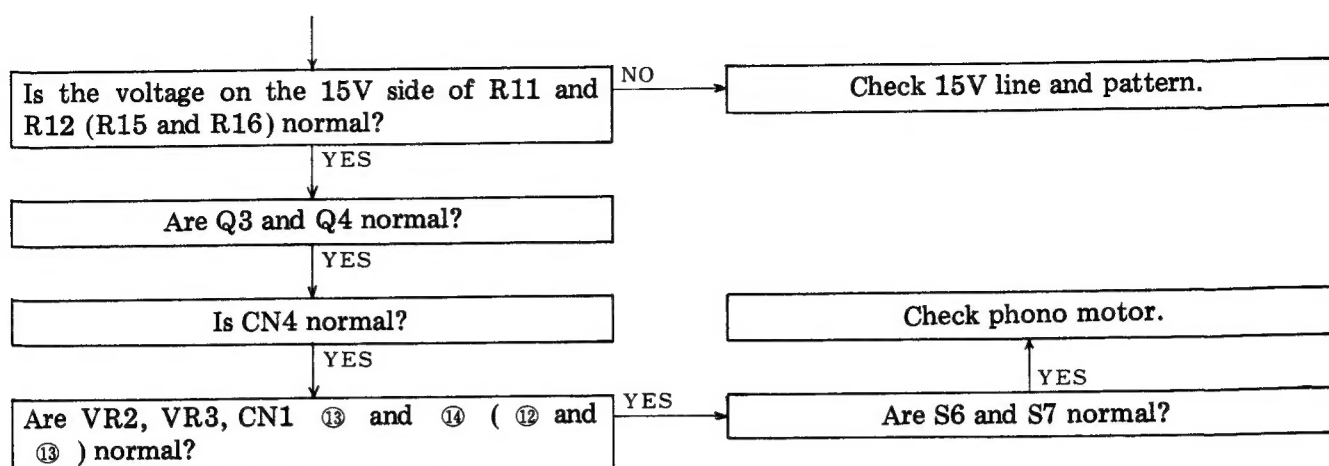 Is the voltage on the 15V side of R11 and
R12 (R15 and R16) normal?
NO
Check 15V line and pattern.
YES
Are Q3 and Q4 normal?
YES
Is CN4 normal?
Check phono motor.
YES
YES
Are VR2, VR3, CN1 ⑬ and ⑭ ( ⑫ and
⑬ ) normal?
YES
Are S6 and S7 normal?